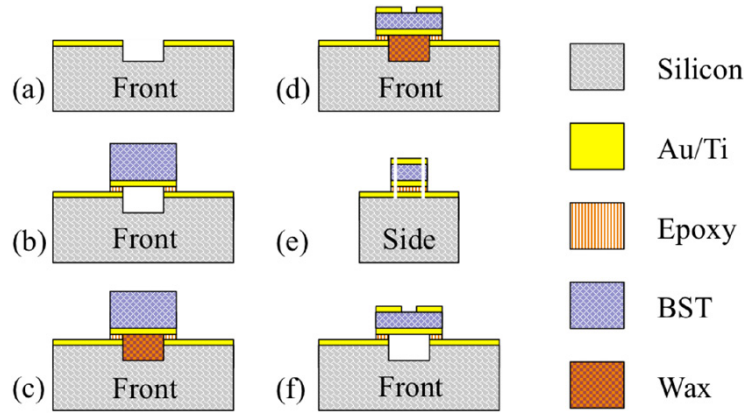 (a) Front
(b) Front
(c) Front
(d) Front
(e) Side
(f) Front
Silicon
Au/Ti
Epoxy
BST
Wax